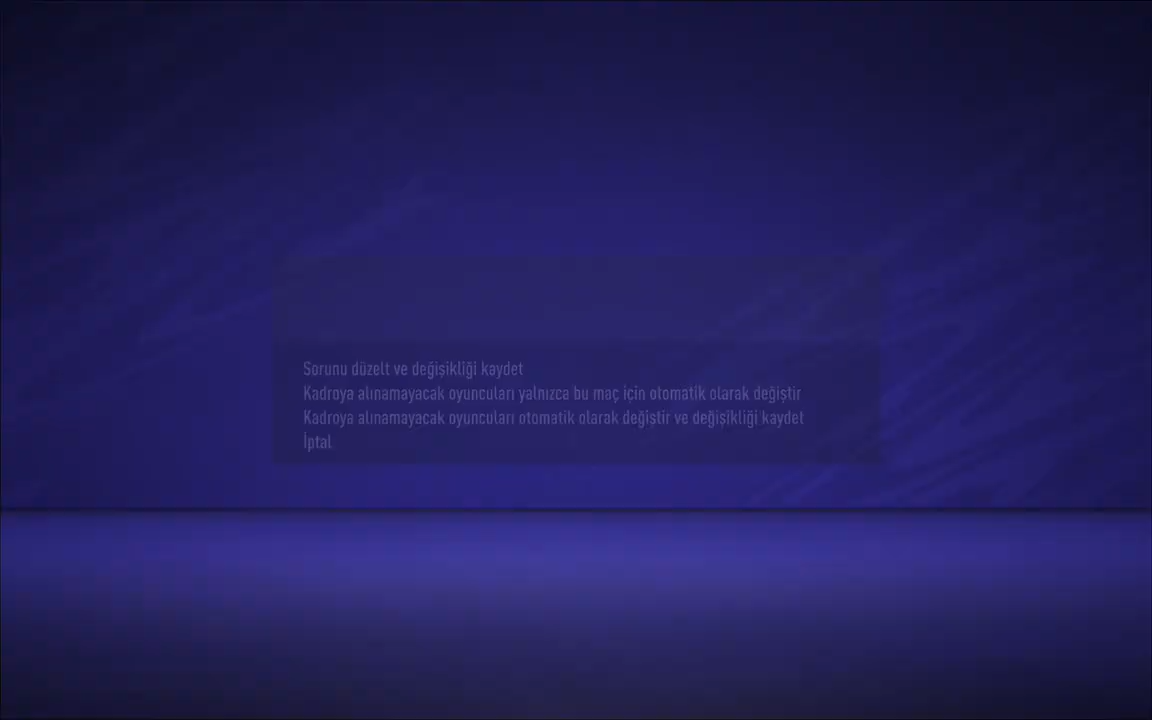 Sorunu düzelt ve değişikliği kaydet
Kadroya alınamayacak oyuncuları yalnızca bu maç için otomatik olarak değiştir
Kadroya alınamayacak oyuncuları otomatik olarak değiştir ve değişikliği kaydet
İptal